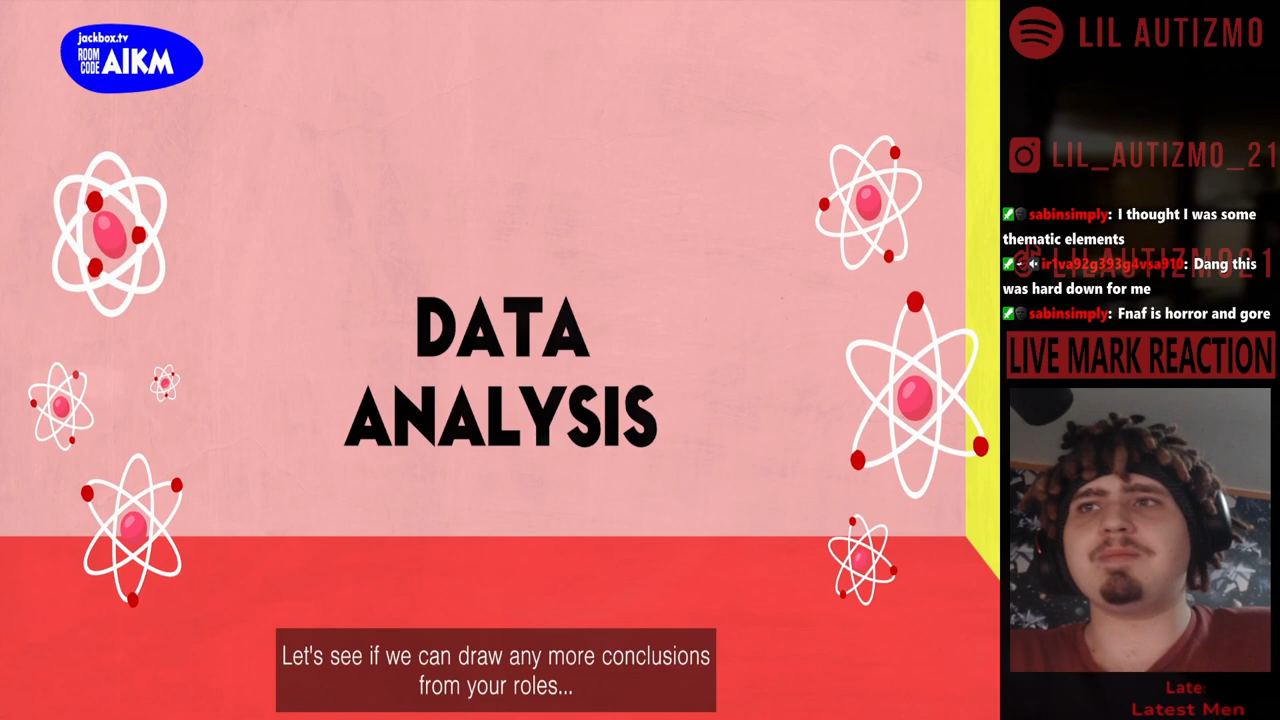 jackbox.tv
ROOM CODE AIKM
DATA
ANALYSIS
Let's see if we can draw any more conclusions
from your roles...
LIL AUTIZMO
LIL_AUTIZMO_21
sabinsimply: I thought I was some
thematic elements
ir1va92g393g4vsa910: Dang this
was hard down for me
sabinsimply: Fnaf is horror and gore
LIVE MARK REACTION
Late:
Latest Men